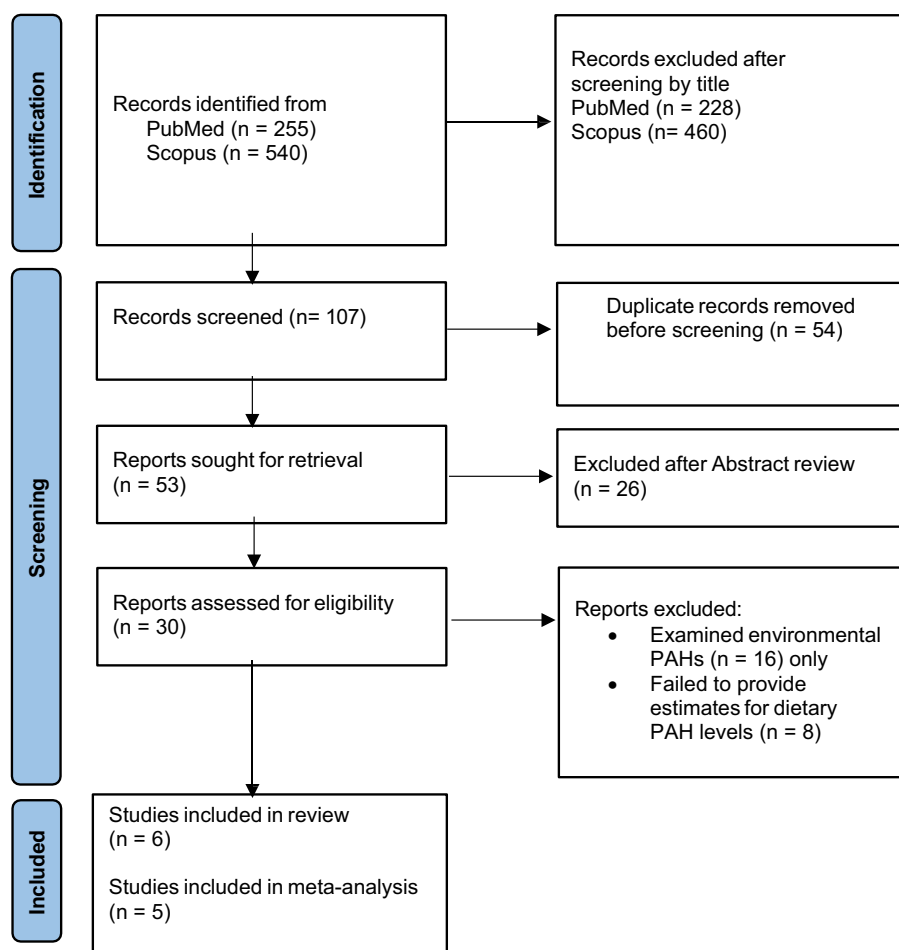 Identification
Records identified from
PubMed (n = 255)
Scopus (n = 540)
Records excluded after
screening by title
PubMed (n = 228)
Scopus (n= 460)
Screening
Records screened (n= 107)
Duplicate records removed
before screening (n = 54)
Reports sought for retrieval
(n = 53)
Excluded after Abstract review
(n = 26)
Reports assessed for eligibility
(n = 30)
Reports excluded:
• Examined environmental
PAHs (n = 16) only
• Failed to provide
estimates for dietary
PAH levels (n = 8)
Included
Studies included in review
(n = 6)
Studies included in meta-analysis
(n = 5)